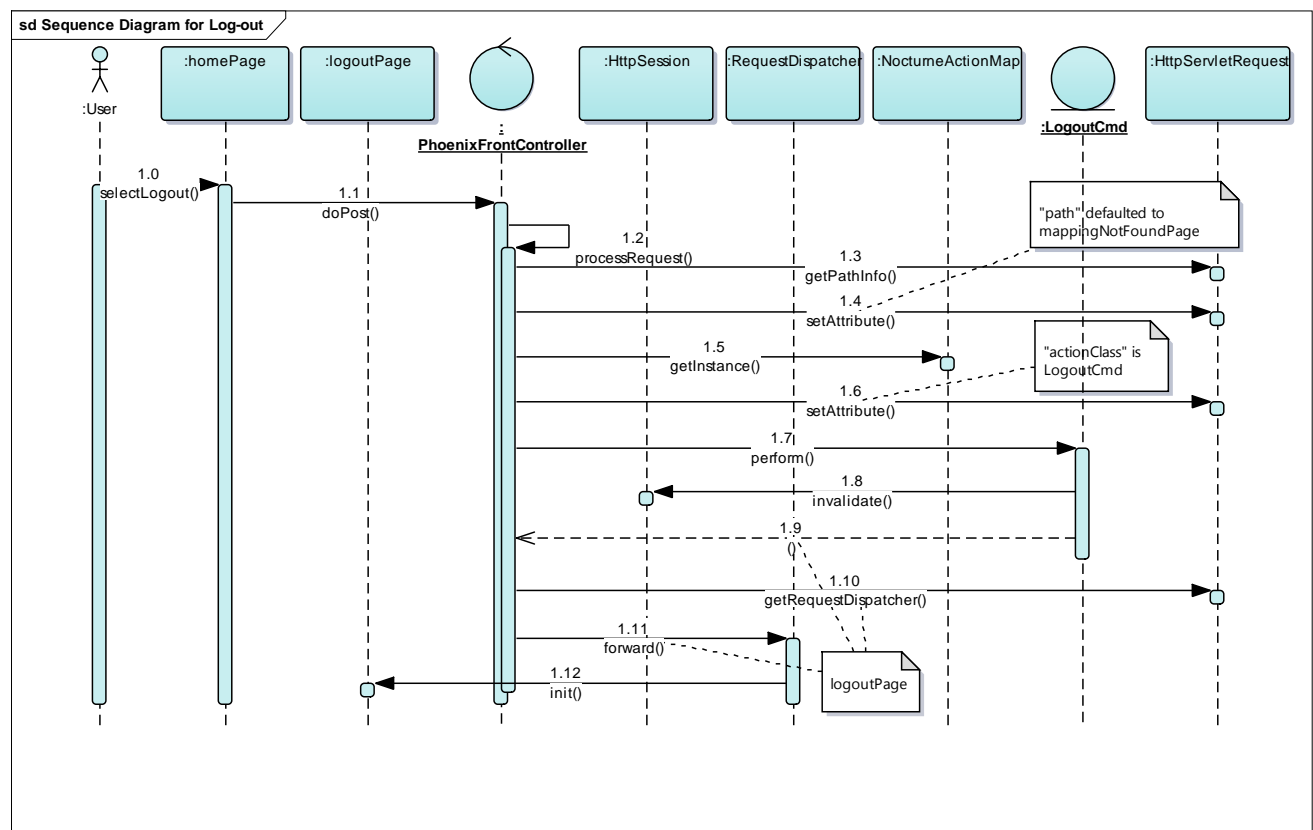 sd Sequence Diagram for Log-out
:User
:homePage
:logoutPage
:
PhoenixFrontController
:HttpSession
:RequestDispatcher
:NocturneActionMap
:LogoutCmd
:HttpServletRequest
1.0
selectLogout()
1.1
doPost()
"path" defaulted to
mappingNotFoundPage
1.2
processRequest()
1.3
getPathInfo()
1.4
setAttribute()
1.5
getInstance()
"actionClass" is
LogoutCmd
1.6
setAttribute()
1.7
perform()
1.8
invalidate()
1.9
()
1.10
getRequestDispatcher()
1.11
forward()
logoutPage
1.12
init()